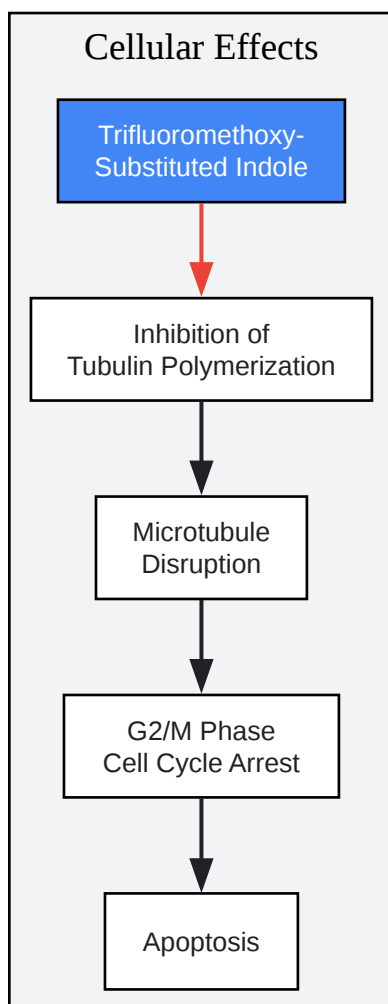 Cellular Effects
Trifluoromethoxy-
Substituted Indole
Inhibition of
Tubulin Polymerization
Microtubule
Disruption
G2/M Phase
Cell Cycle Arrest
Apoptosis